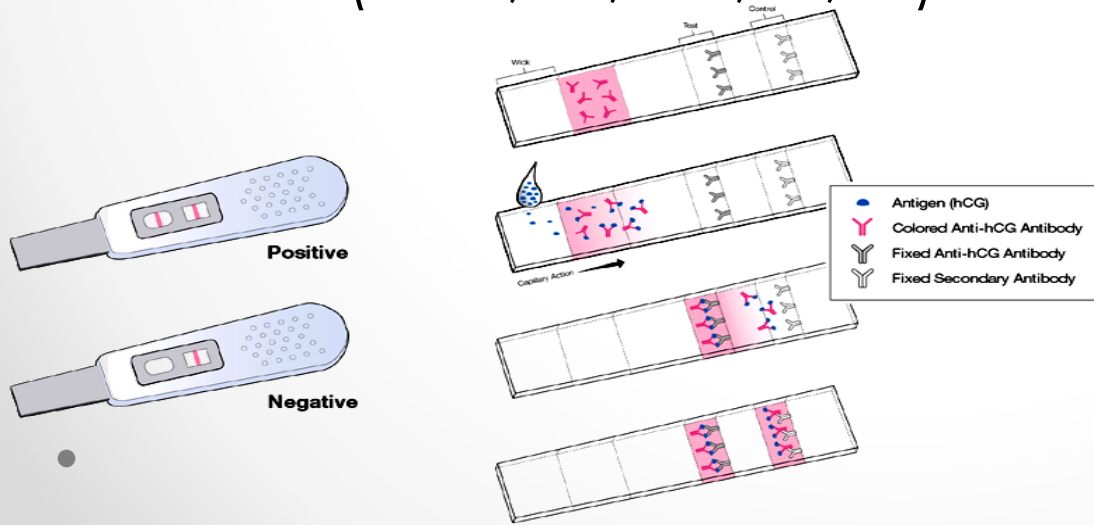 Control
Test
Wick
Positive
Capillary Action
Negative
Antigen (hCG)
Colored Anti-hCG Antibody
Fixed Anti-hCG Antibody
Fixed Secondary Antibody